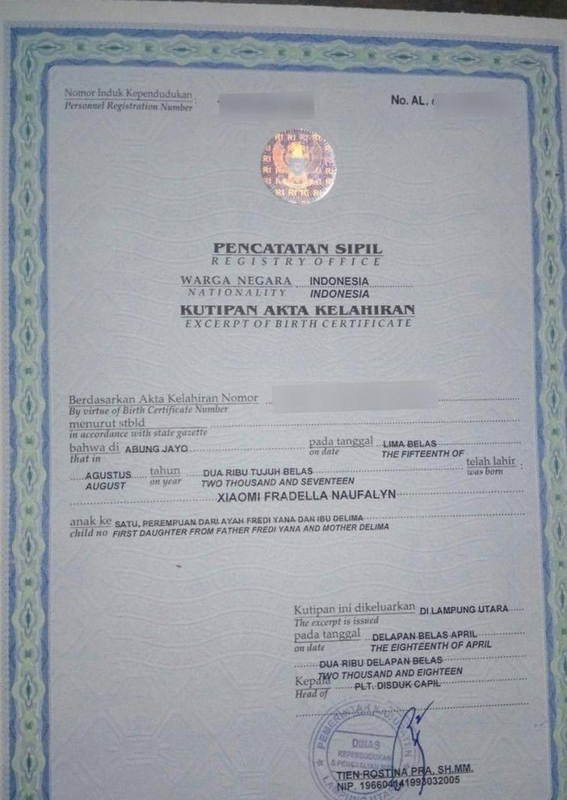 Nomor Induk Kependudukan :
Personnel Registration Number
No. AL.
PENCATATAN SIPIL
REGISTRY OFFICE
WARGA NEGARA INDONESIA
NATIONALITY INDONESIA
KUTIPAN AKTA KELAHIRAN
EXCERPT OF BIRTH CERTIFICATE
Berdasarkan Akta Kelahiran Nomor
By virtue of Birth Certificate Number
menurut stbld
in accordance with state gazette
bahwa di ABUNG JAYO pada tanggal LIMA BELAS
that in on date THE FIFTEENTH OF
AGUSTUS tahun DUA RIBU TUJUH BELAS telah lahir :
AUGUST on year TWO THOUSAND AND SEVENTEEN was born
XIAOMI FRADELLA NAUFALYN
anak ke SATU, PEREMPUAN DARI AYAH FREDI YANA DAN IBU DELIMA
child no FIRST DAUGHTER FROM FATHER FREDI YANA AND MOTHER DELIMA
Kutipan ini dikeluarkan DI LAMPUNG UTARA
The excerpt is issued
pada tanggal DELAPAN BELAS APRIL
on date THE EIGHTEENTH OF APRIL
DUA RIBU DELAPAN BELAS
TWO THOUSAND AND EIGHTEEN
Kepala PLT. DISDUK CAPIL
Head of
DINAS
KEPENDUDUKAN
& PENCATATAN SIPIL
TIEN ROSTINA PRA, SH.MM.
NIP. 196604141993032005
LAMPUNG UTARA